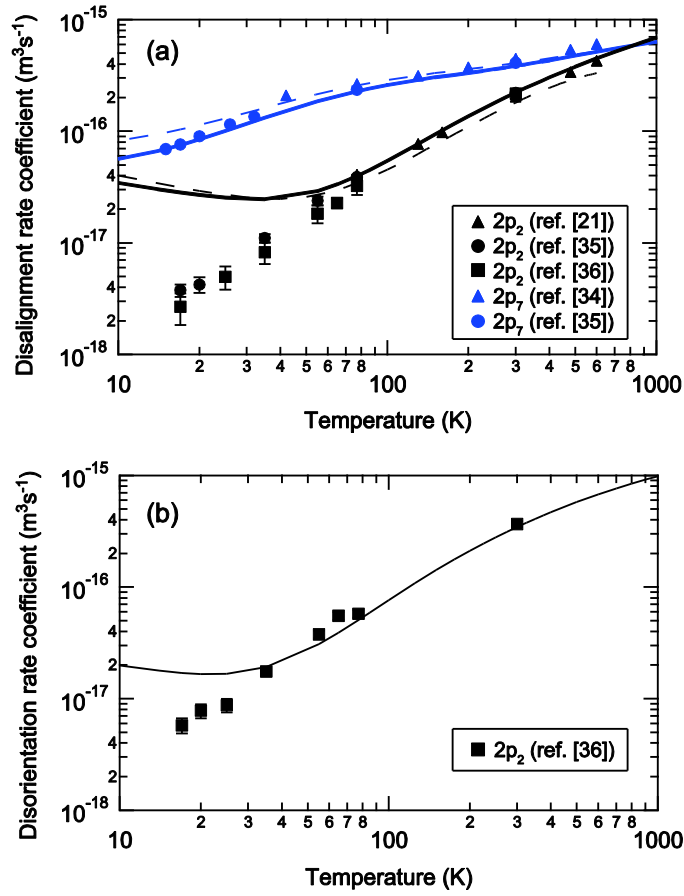 (a)
Disalignment rate coefficient (m³s⁻¹)
10⁻¹⁵
4
2
10⁻¹⁶
4
2
10⁻¹⁷
4
2
10⁻¹⁸
2p₂ (ref. [21])
2p₂ (ref. [35])
2p₂ (ref. [36])
2p₇ (ref. [34])
2p₇ (ref. [35])
10 2 3 4 5 6 7 8 100 2 3 4 5 6 7 8 1000
Temperature (K)
(b)
Disorientation rate coefficient (m³s⁻¹)
10⁻¹⁵
4
2
10⁻¹⁶
4
2
10⁻¹⁷
4
2
10⁻¹⁸
2p₂ (ref. [36])
10 2 3 4 5 6 7 8 100 2 3 4 5 6 7 8 1000
Temperature (K)